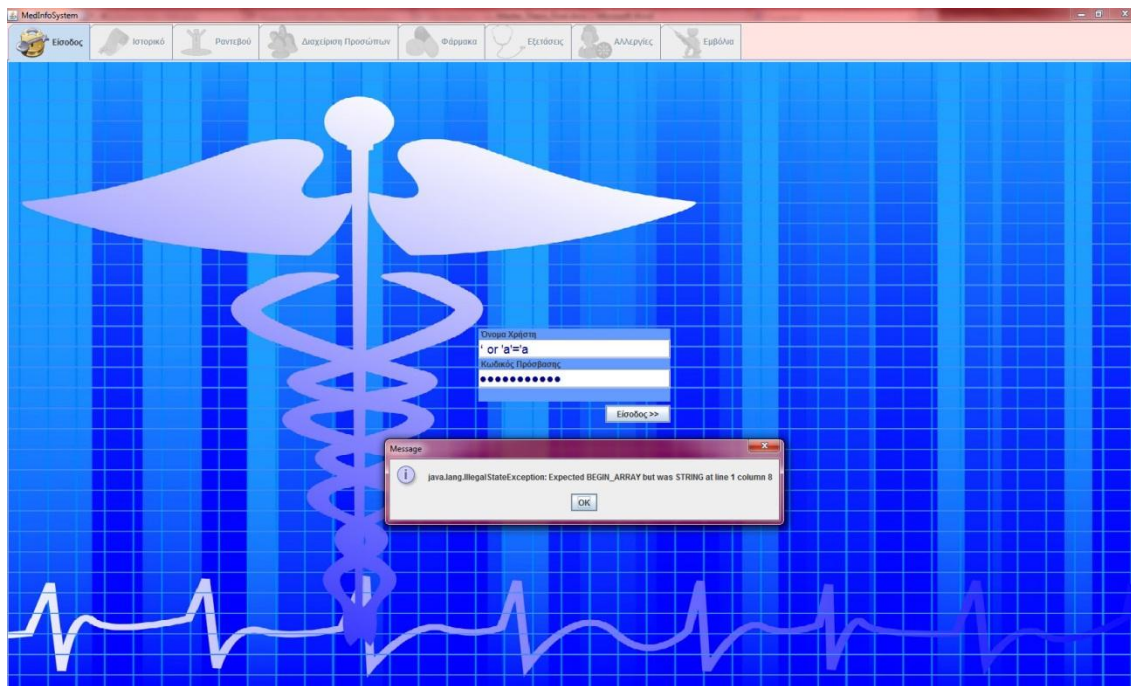 MedInfoSystem
Είσοδος
Ιστορικό
Ραντεβού
Διαχείριση Προσώπων
Φάρμακα
Εξετάσεις
Αλλεργίες
Εμβόλια
Όνομα Χρήστη
' or 'a'='a
Κωδικός Πρόσβασης
Είσοδος >>
Message
java.lang.IllegalStateException: Expected BEGIN_ARRAY but was STRING at line 1 column 8
OK